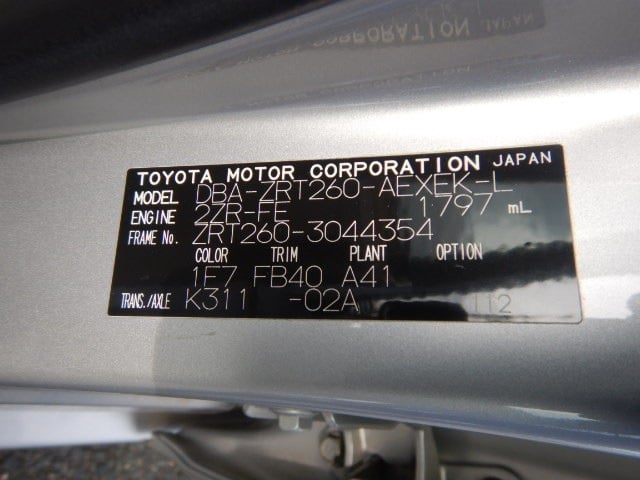 TOYOTA MOTOR CORPORATION JAPAN
MODEL DBA-ZRT260-AEXEK-L
ENGINE 2ZR-FE 1797 mL
FRAME No. ZRT260-3044354
COLOR TRIM PLANT OPTION
1F7 FB40 A41
TRANS./AXLE K311 -02A 112